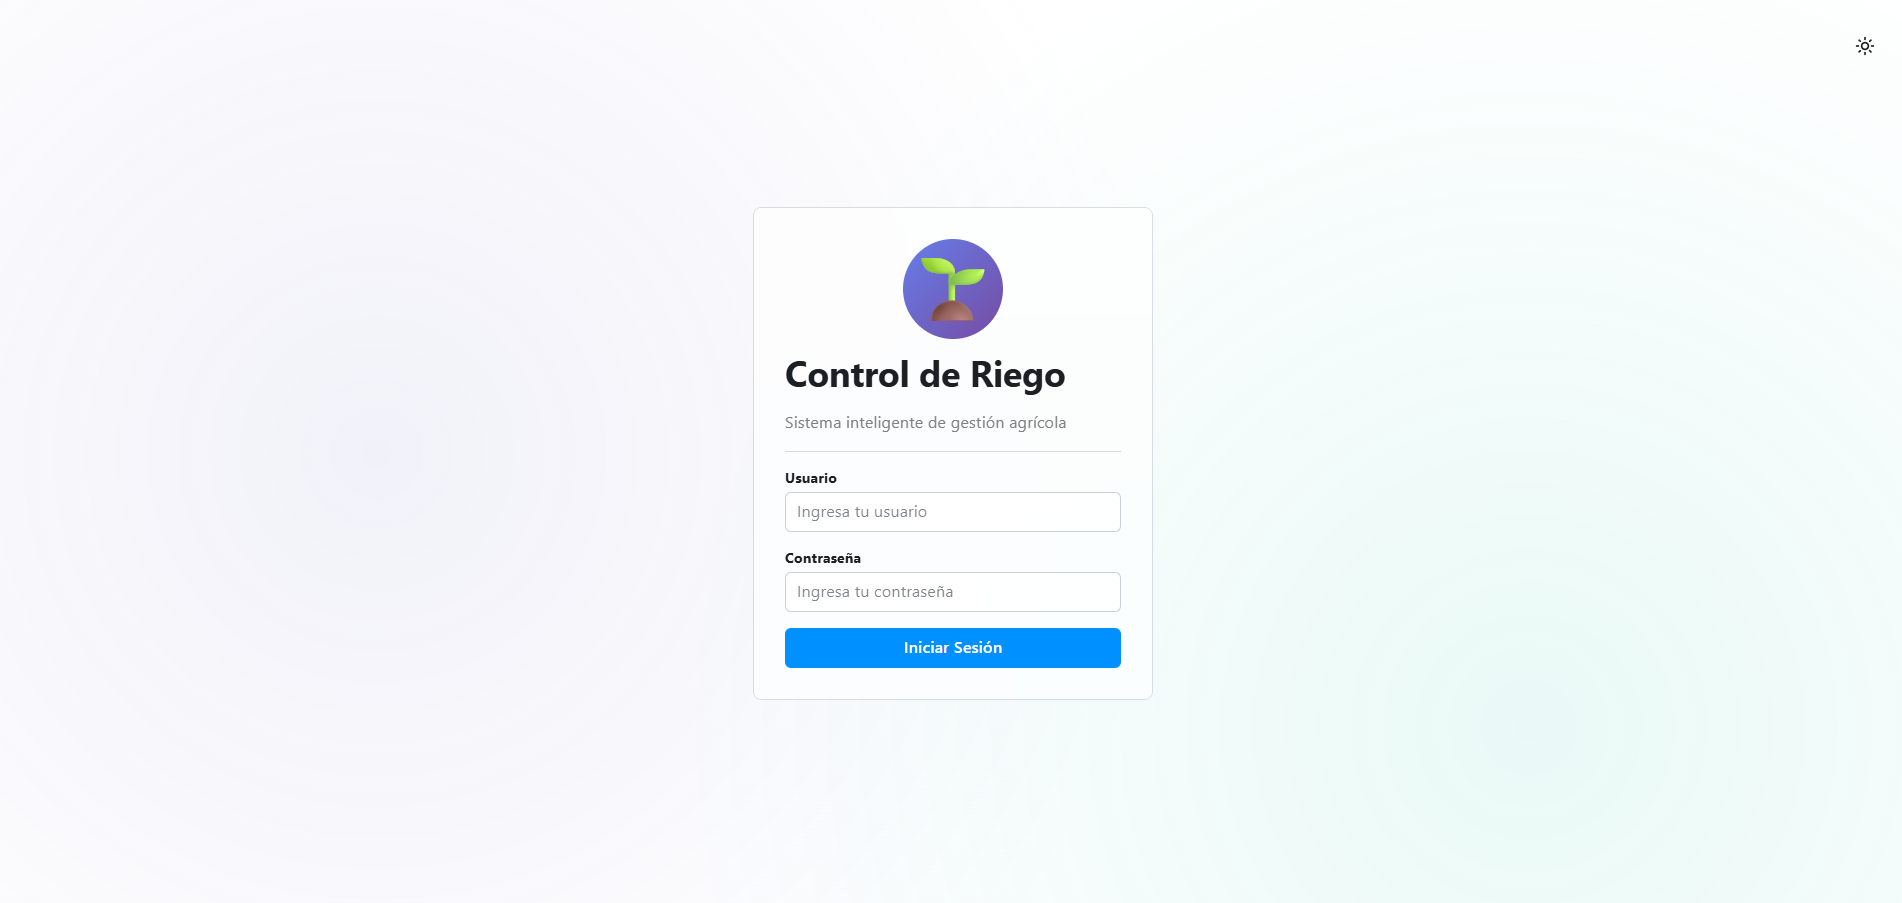 Control de Riego
Sistema inteligente de gestión agrícola
Usuario
Ingresa tu usuario
Contraseña
Ingresa tu contraseña
Iniciar Sesión